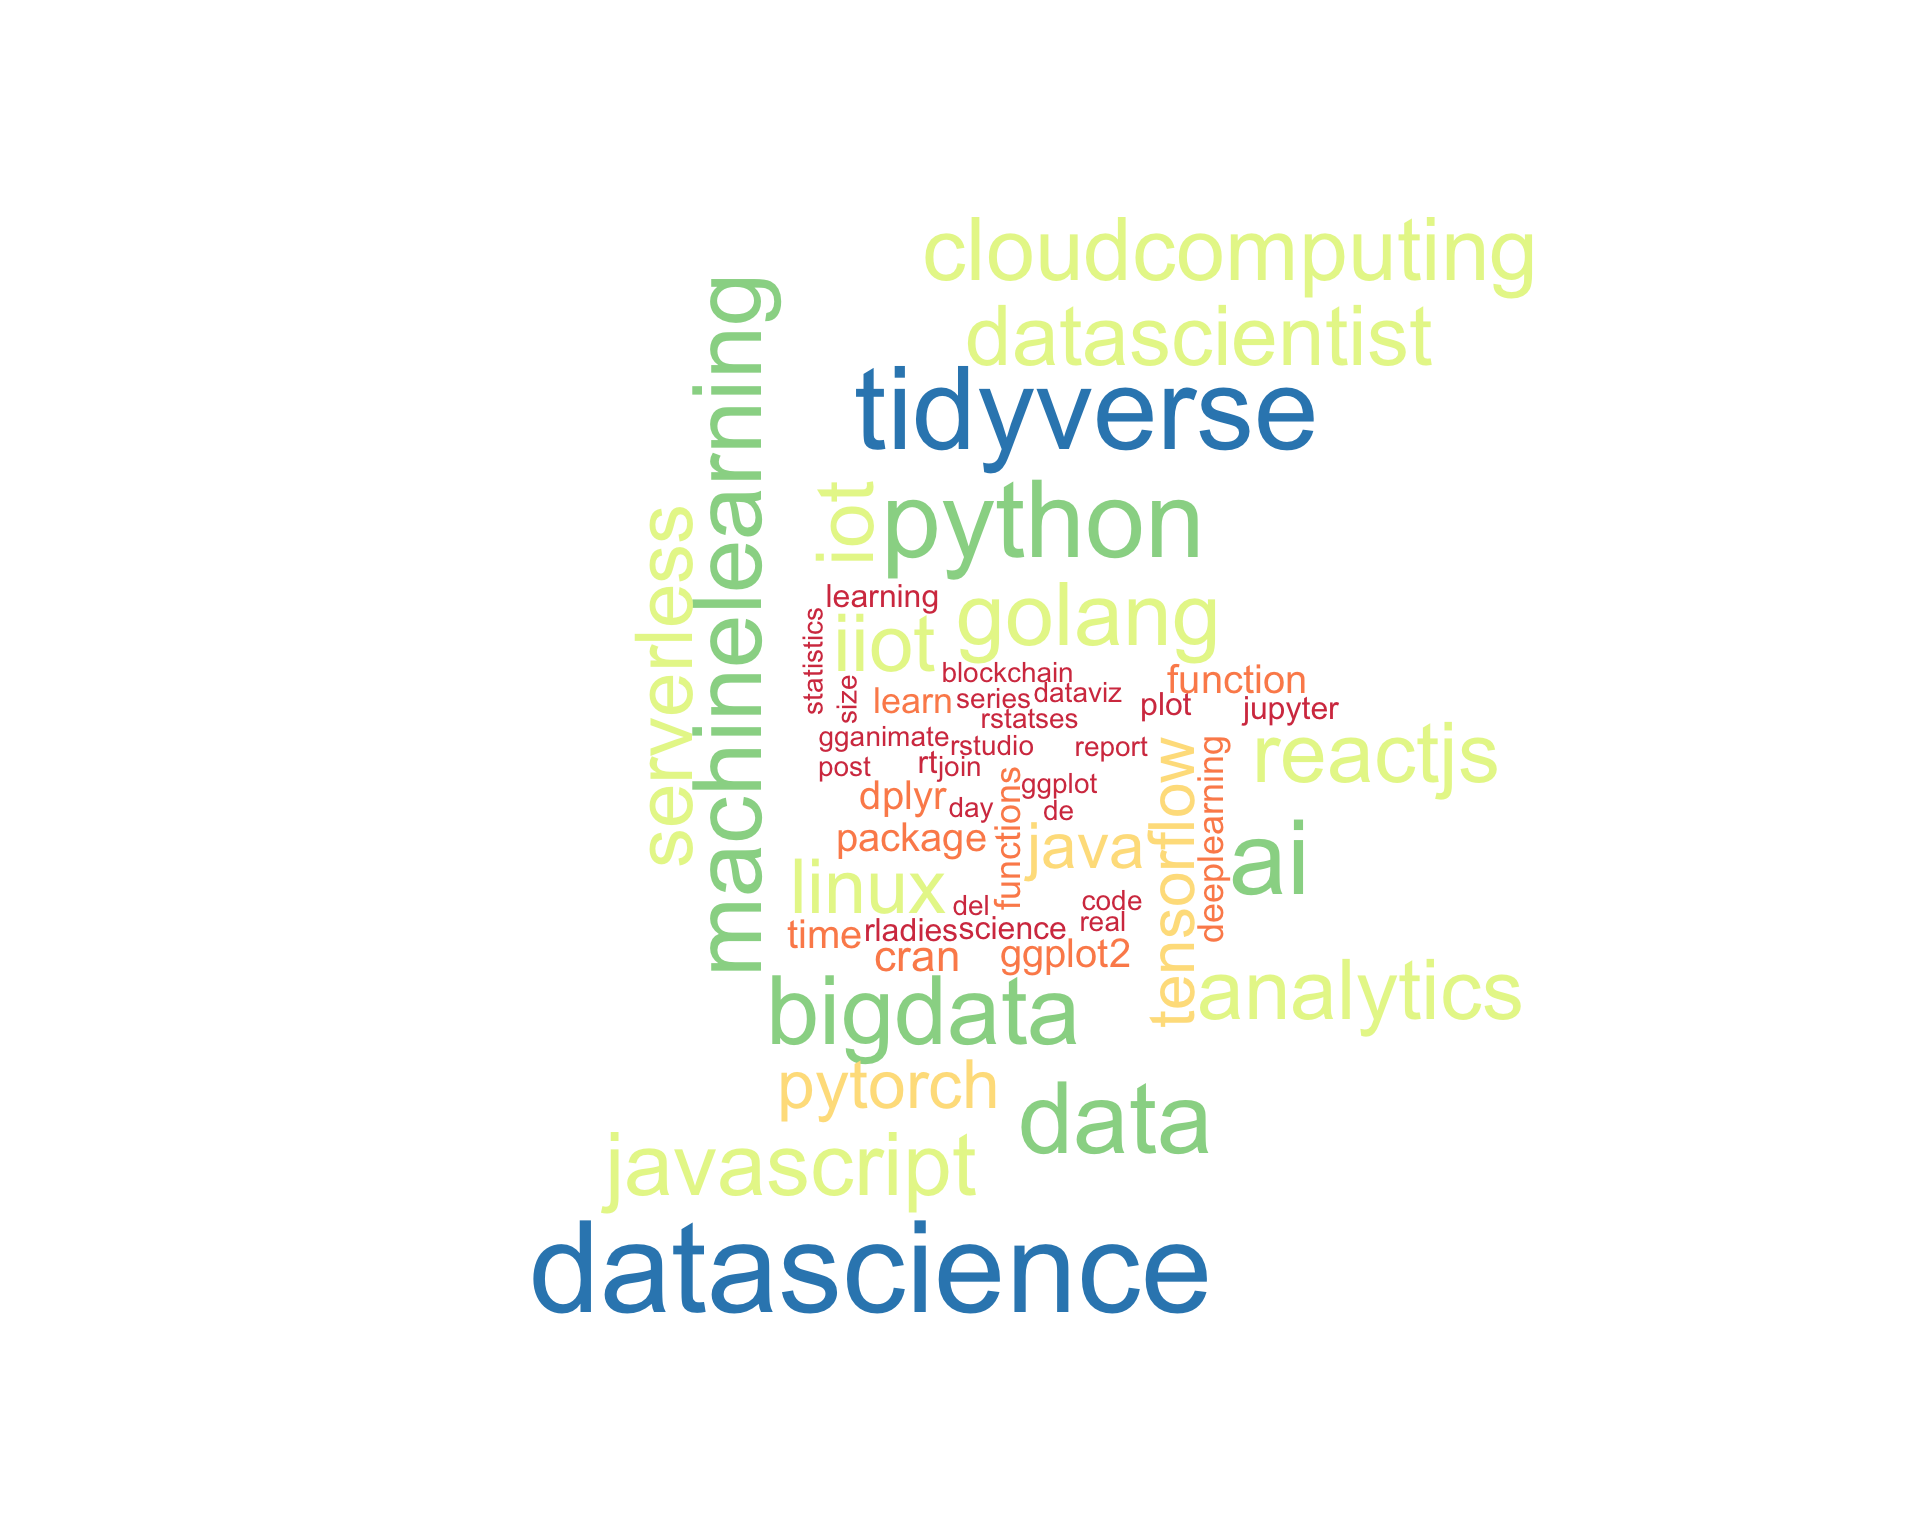 cloudcomputing
datascientist
tidyverse
machinelearning
serverless
iot
python
learning
golang
statistics
iiot
blockchain
function
size
learn
series
dataviz
plot
jupyter
rstatses
gganimate
rstudio
report
reactjs
post
rt
join
tensorflow
deeplearning
functions
ggplot
dplyr
day
de
package
java
ai
linux
del
code
time
rladies
science
real
cran
ggplot2
analytics
bigdata
pytorch
data
javascript
datascience